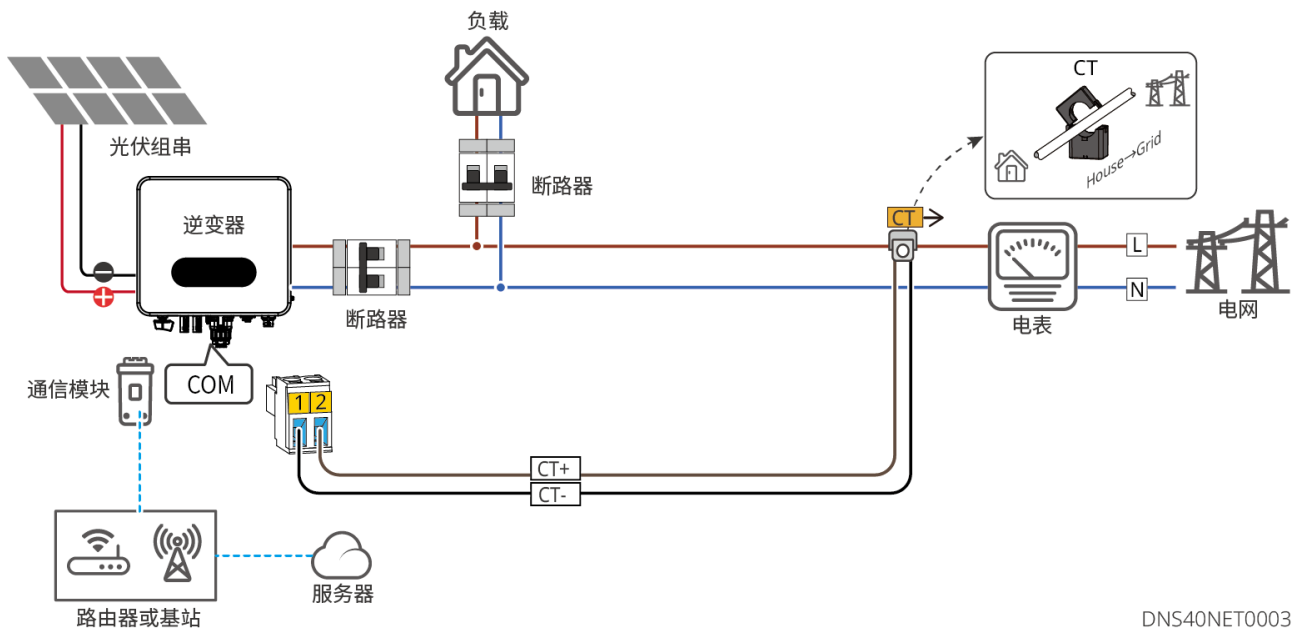 负载
CT
House→Grid
光伏组串
断路器
逆变器
CT
L
N
断路器
电表
电网
通信模块
COM
1 2
CT+
CT-
服务器
路由器或基站
DNS40NET0003